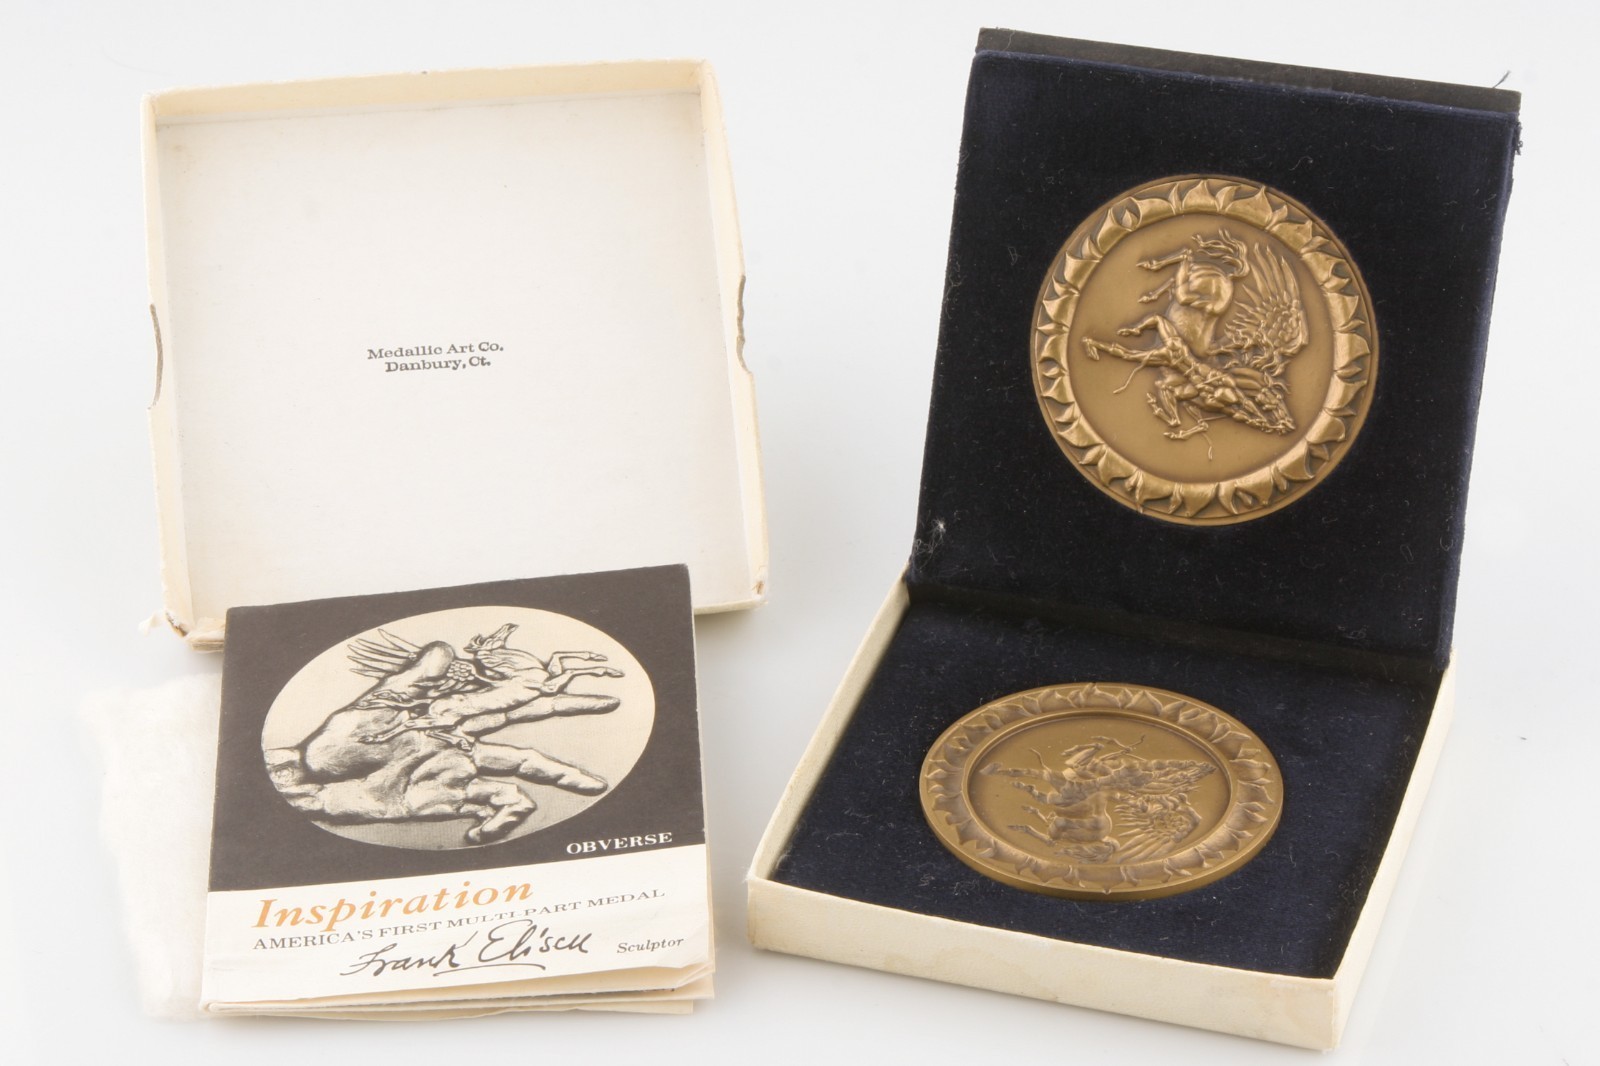 Medallic Art Co.
Danbury, Ct.
OBVERSE
Inspiration
AMERICA'S FIRST MULTI-PART MEDAL
Frank Eliscu Sculptor